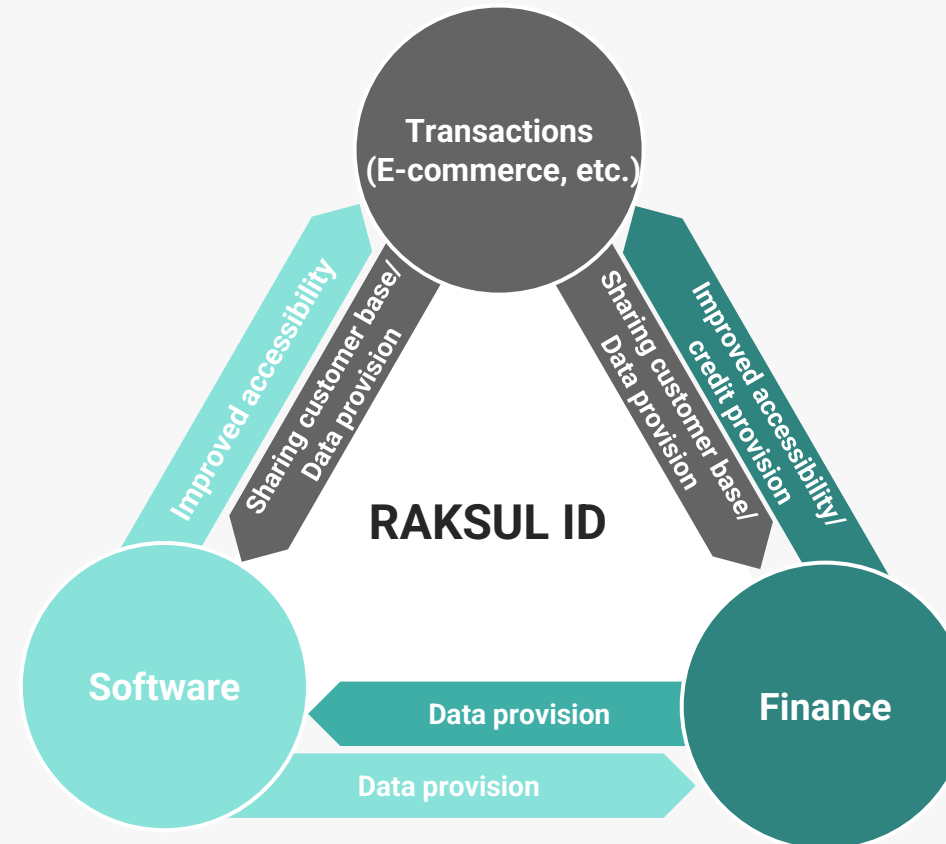 Transactions
(E-commerce, etc.)
Improved accessibility
Sharing customer base/
Data provision
Sharing customer base/
Data provision
Improved accessibility/
credit provision
RAKSUL ID
Software
Finance
Data provision
Data provision